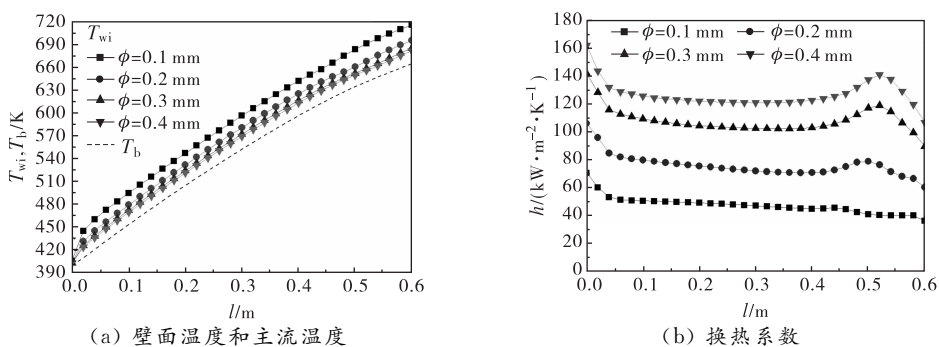 720
690
660
630
600
570
540
510
480
450
420
390
T_wi,T_b/K
T_wi
ϕ=0.1 mm
ϕ=0.2 mm
ϕ=0.3 mm
ϕ=0.4 mm
T_b
0.0 0.1 0.2 0.3 0.4 0.5 0.6
l/m
(a) 壁面温度和主流温度
180
160
140
120
100
80
60
40
20
0
h/(kW·m⁻²·K⁻¹)
ϕ=0.1 mm ϕ=0.2 mm
ϕ=0.3 mm ϕ=0.4 mm
0.0 0.1 0.2 0.3 0.4 0.5 0.6
l/m
(b) 换热系数